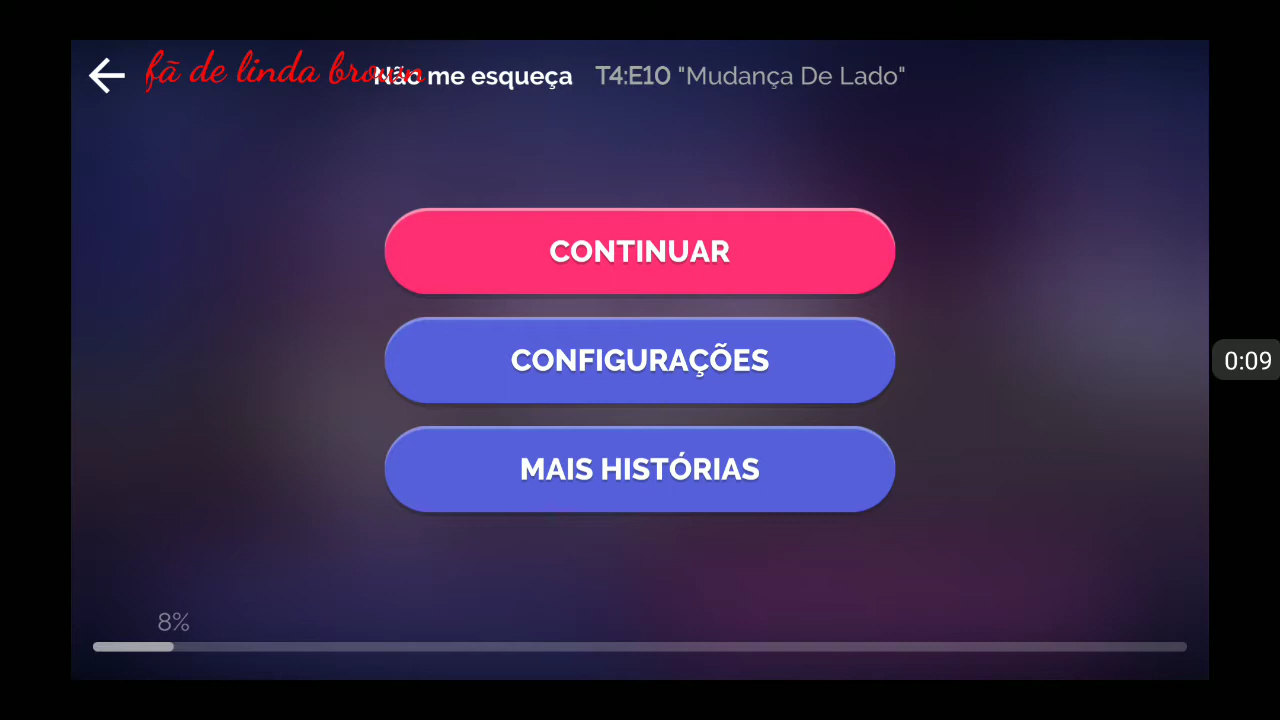 fã de linda brown
Não me esqueça T4:E10 "Mudança De Lado"
CONTINUAR
CONFIGURAÇÕES
0:09
MAIS HISTÓRIAS
8%